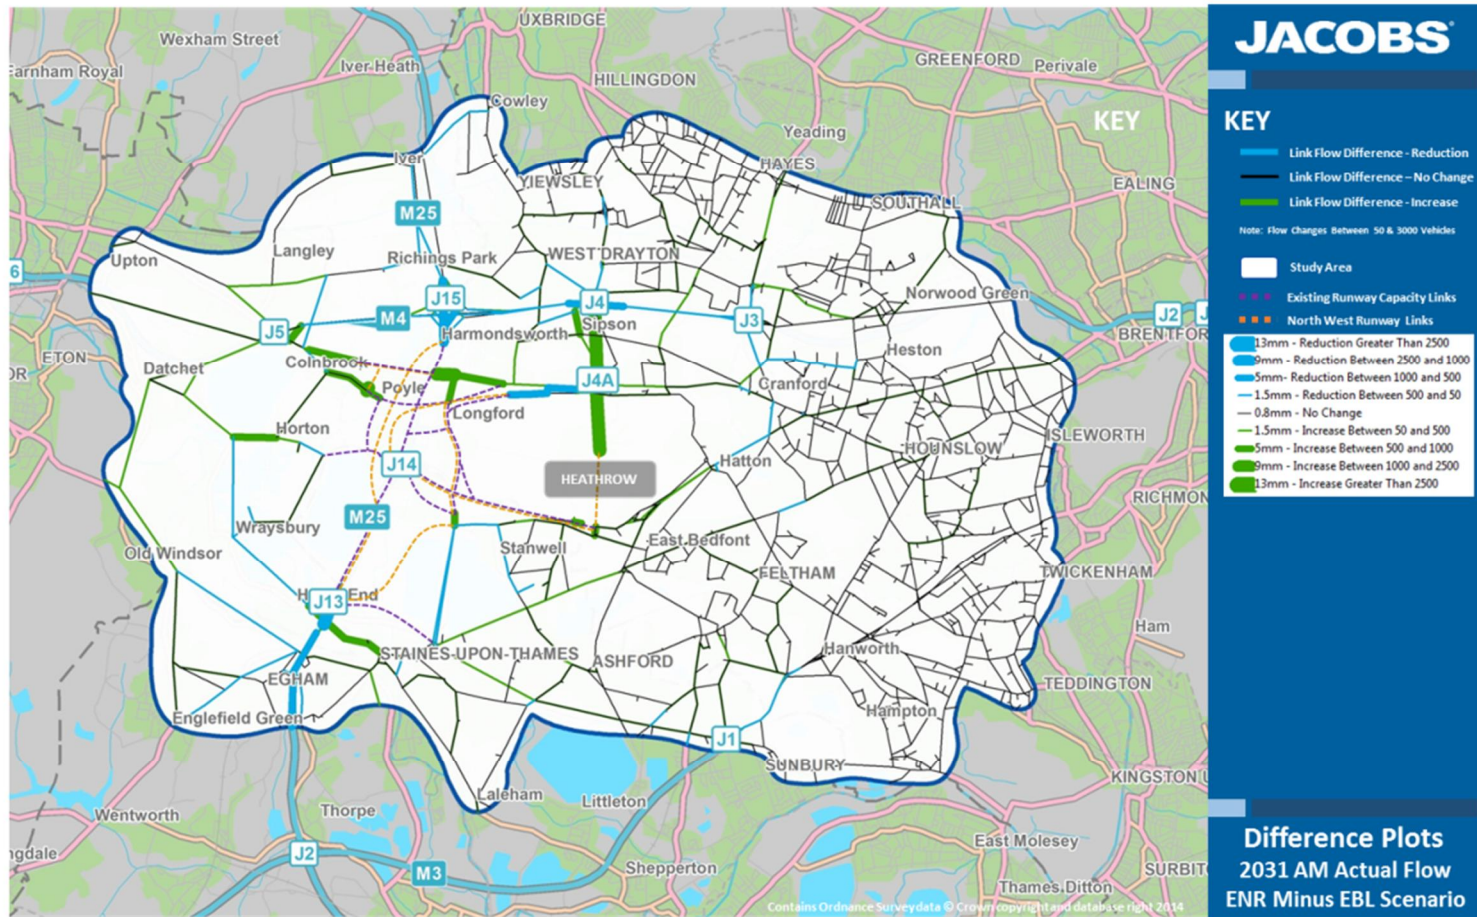 UXBRIDGE
Wexham Street
Iver Heath
Farnham Royal
HILLINGDON
GREENFORD
Perivale
Cowley
KEY
Yeading
Iver
HAYES
YIEWSLEY
EALING
M25
SOUTHALL
Langley
Richings Park
WEST DRAYTON
Upton
6
Norwood Green
J15
J4
M4
J3
J2
J
J5
Harmondsworth
Sipson
BRENTFOR
ETON
Colnbrook
Heston
Datchet
J4A
OR
Poyle
Cranford
Longford
Horton
ISLEWORTH
HOUNSLOW
J14
Hatton
HEATHROW
RICHMON
M25
Wraysbury
Old Windsor
Stanwell
East Bedfont
FELTHAM
TWICKENHAM
J13
End
Ham
STAINES-UPON-THAMES
ASHFORD
Hanworth
EGHAM
TEDDINGTON
Englefield Green
Hampton
J1
SUNBURY
KINGSTON U
Laleham
Littleton
Wentworth
Thorpe
East Molesey
ngdale
J2
M3
Shepperton
SURBIT
Thames Ditton
Contains Ordnance Survey data © Crown copyright and database right 2014
JACOBS
KEY
Link Flow Difference - Reduction
Link Flow Difference – No Change
Link Flow Difference - Increase
Note: Flow Changes Between 50 & 3000 Vehicles
Study Area
Existing Runway Capacity Links
North West Runway Links
13mm - Reduction Greater Than 2500
9mm - Reduction Between 2500 and 1000
5mm- Reduction Between 1000 and 500
1.5mm - Reduction Between 500 and 50
0.8mm - No Change
1.5mm - Increase Between 50 and 500
5mm - Increase Between 500 and 1000
9mm - Increase Between 1000 and 2500
13mm - Increase Greater Than 2500
Difference Plots
2031 AM Actual Flow
ENR Minus EBL Scenario